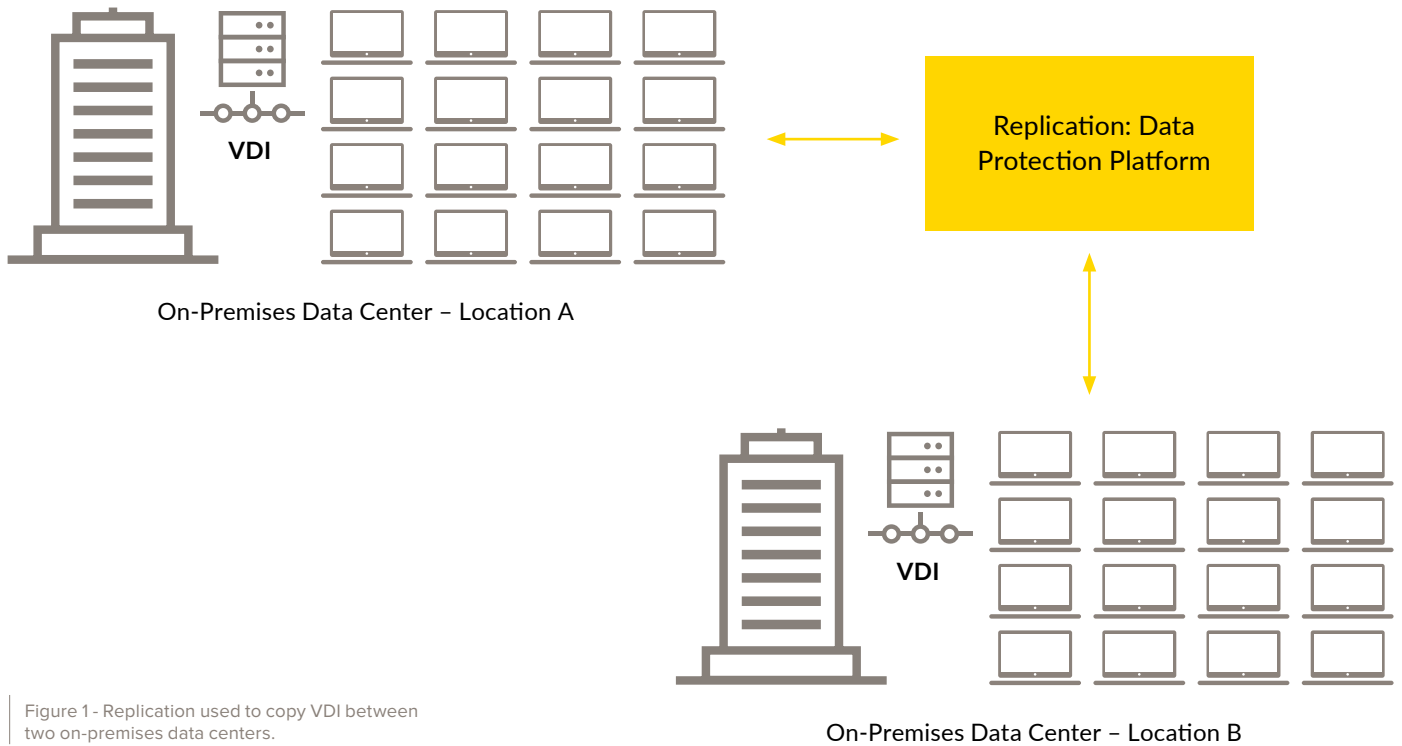 VDI
On-Premises Data Center – Location A
Replication: Data
Protection Platform
VDI
On-Premises Data Center – Location B
Figure 1 - Replication used to copy VDI between
two on-premises data centers.